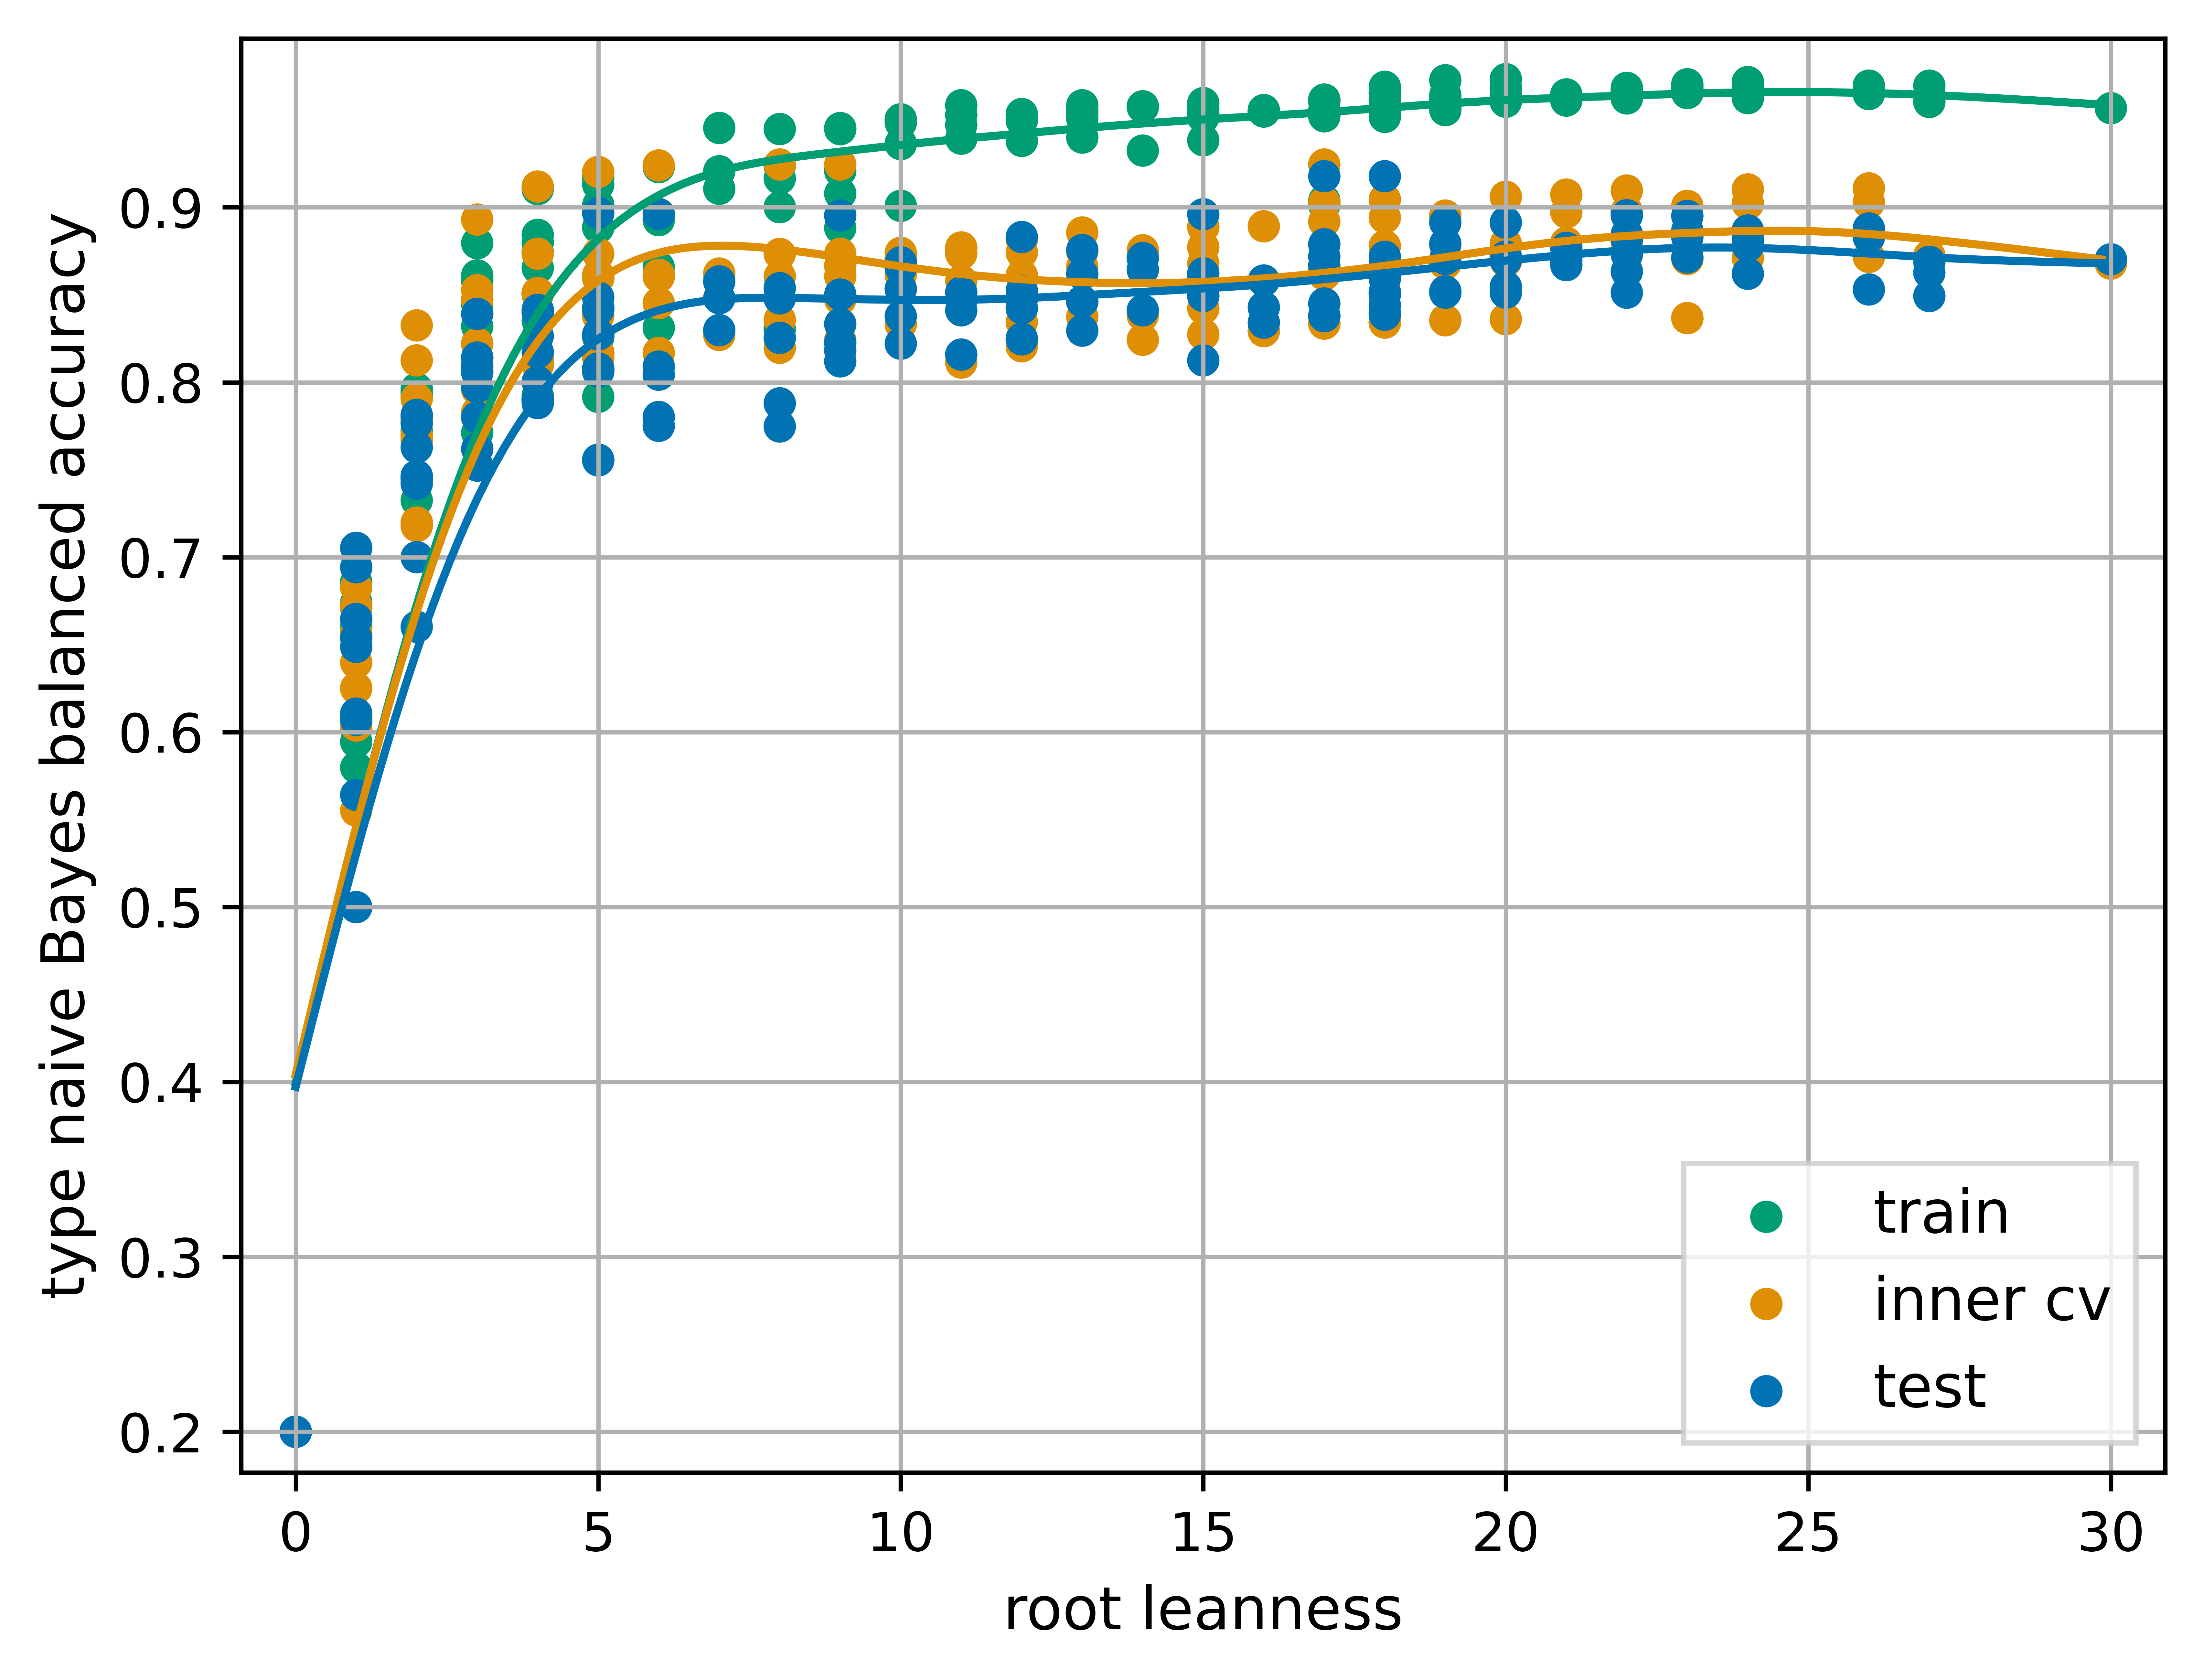 type naive Bayes balanced accuracy
0.9
0.8
0.7
0.6
0.5
0.4
0.3
0.2
train
inner cv
test
0 5 10 15 20 25 30
root leanness